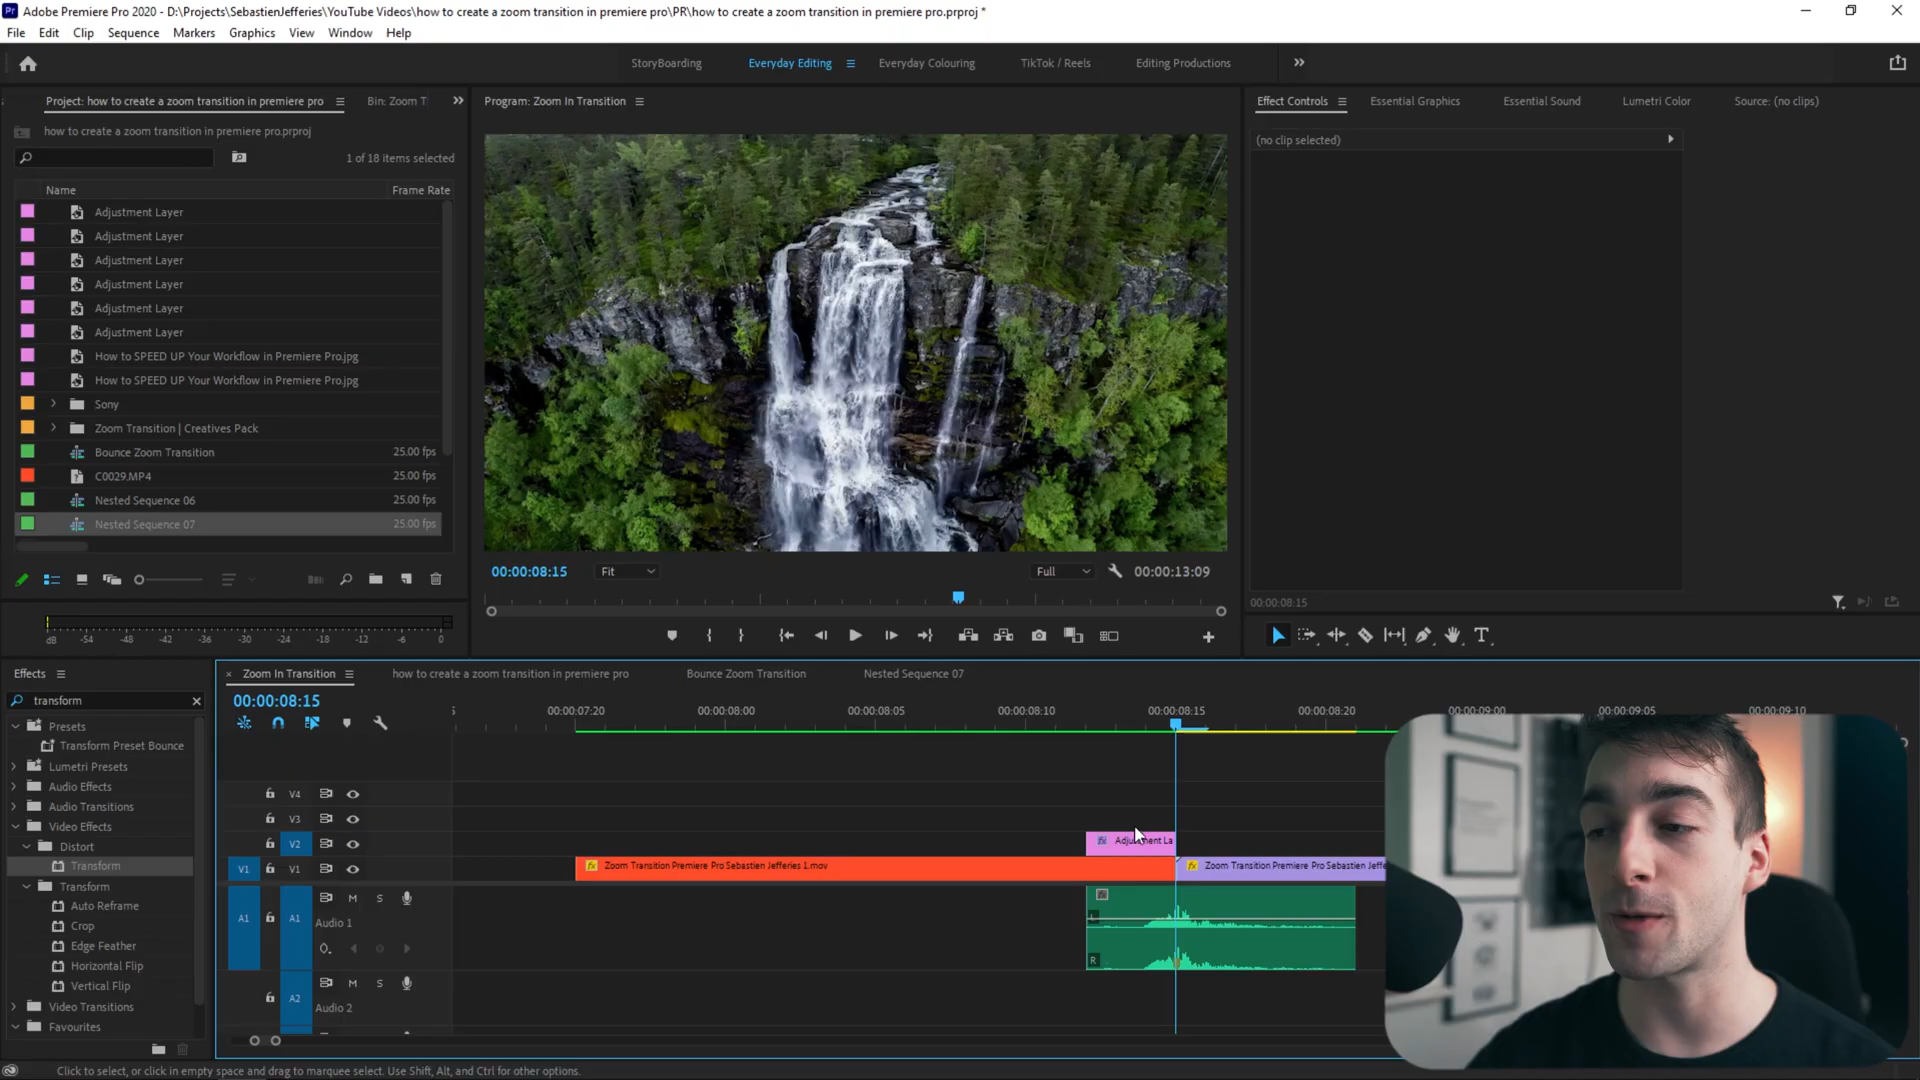 Adobe Premiere Pro 2020 - D:\Projects\SebastienJefferies\YouTube Videos\how to create a zoom transition in premiere pro\PR\how to create a zoom transition in premiere pro.prproj *
File Edit Clip Sequence Markers Graphics View Window Help
StoryBoarding Everyday Editing Everyday Colouring TikTok / Reels Editing Productions
Project: how to create a zoom transition in premiere pro Bin: Zoom T
how to create a zoom transition in premiere pro.prproj
1 of 18 items selected
Name Frame Rate
Adjustment Layer
Adjustment Layer
Adjustment Layer
Adjustment Layer
Adjustment Layer
Adjustment Layer
How to SPEED UP Your Workflow in Premiere Pro.jpg
How to SPEED UP Your Workflow in Premiere Pro.jpg
Sony
Zoom Transition | Creatives Pack
Bounce Zoom Transition 25.00 fps
C0029.MP4 25.00 fps
Nested Sequence 06 25.00 fps
Nested Sequence 07 25.00 fps
Program: Zoom In Transition
00:00:08:15 Fit Full 00:00:13:09
Effect Controls Essential Graphics Essential Sound Lumetri Color Source: (no clips)
(no clip selected)
00:00:08:15
dB -54 -48 -42 -36 -30 -24 -18 -12 -6 0
Effects
transform
Presets
Transform Preset Bounce
Lumetri Presets
Audio Effects
Audio Transitions
Video Effects
Distort
Transform
Transform
Auto Reframe
Crop
Edge Feather
Horizontal Flip
Vertical Flip
Video Transitions
Favourites
Zoom In Transition how to create a zoom transition in premiere pro Bounce Zoom Transition Nested Sequence 07
00:00:08:15
5 00:00:07:20 00:00:08:00 00:00:08:05 00:00:08:10 00:00:08:15 00:00:08:20 00:00:09:00 00:00:09:05 00:00:09:10
V4
V3
V2 V2
fx Adjustment La
V1 V1
fx Zoom Transition Premiere Pro Sebastien Jefferies 1.mov fx Zoom Transition Premiere Pro Sebastien Jeffe
A1 A1 M S
Audio 1
L
R
A2 M S
Audio 2
Click to select, or click in empty space and drag to marquee select. Use Shift, Alt, and Ctrl for other options.